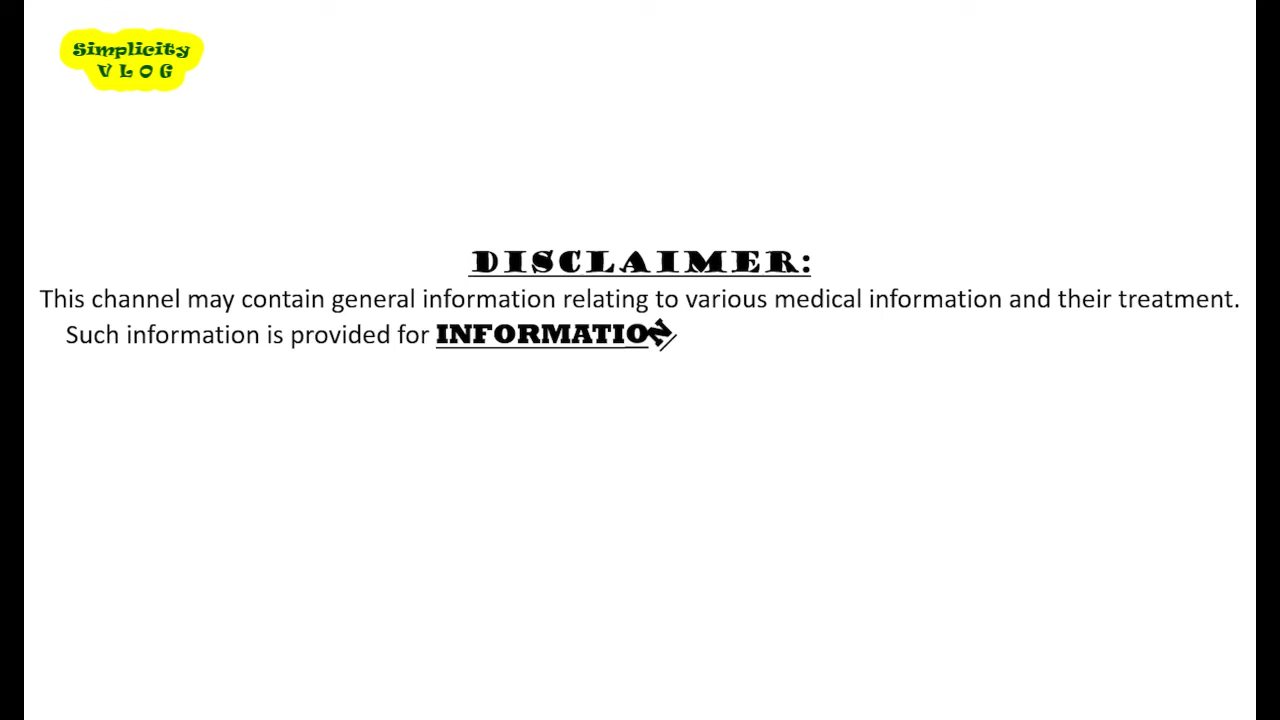 Simplicity
VLOG
DISCLAIMER:
This channel may contain general information relating to various medical information and their treatment.
Such information is provided for INFORMATION